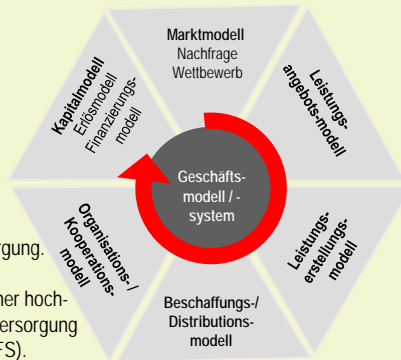 Marktmodell
Nachfrage
Wettbewerb
Leistungs-
angebots-modell
Leistungs-
erstellungs-
modell
Beschaffungs-/
Distributions-
modell
Organisations- /
Kooperations-
modell
Kapitalmodell
Erlösmodell
Finanzierungs-
modell
Geschäfts-
modell / -
system
rgung.
ner hoch-
ersorgung
FS).